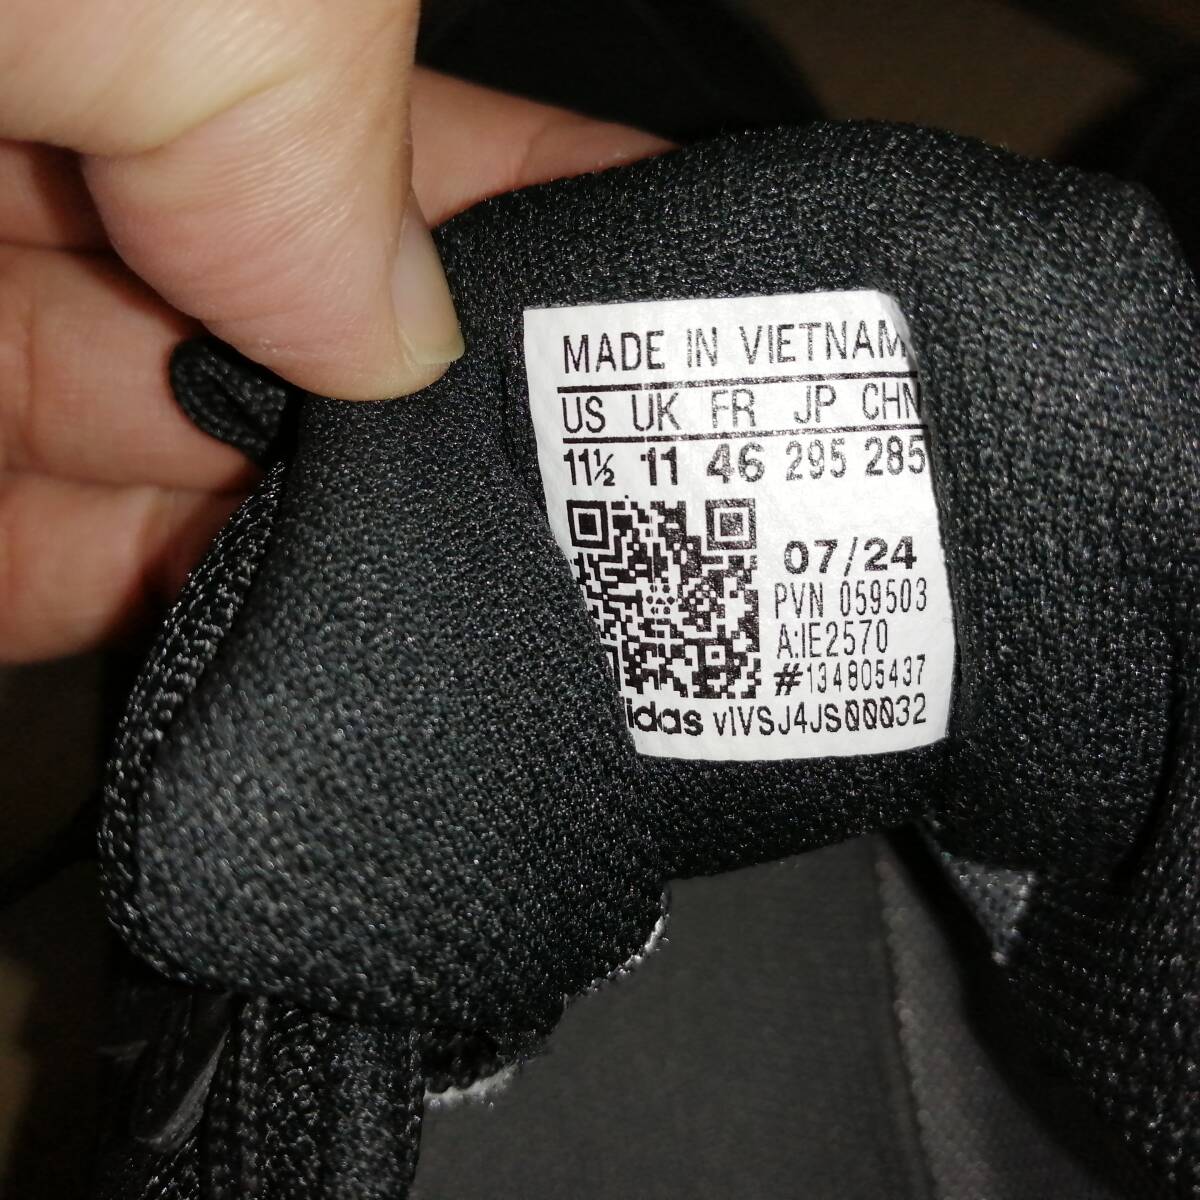 MADE IN VIETNAM
US UK FR JP CHN
11½ 11 46 295 285
07/24
PVN 059503
A:IE2570
#134805437
idas vIVSJ4JS00032